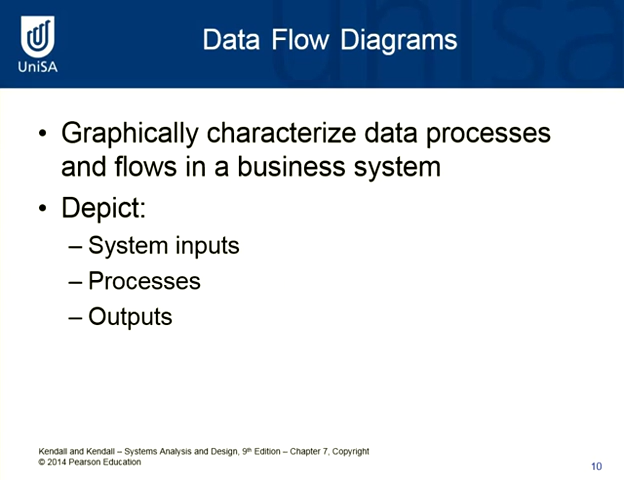 Data Flow Diagrams
UniSA
• Graphically characterize data processes
and flows in a business system
• Depict:
– System inputs
– Processes
– Outputs
Kendall and Kendall – Systems Analysis and Design, 9th Edition – Chapter 7, Copyright
© 2014 Pearson Education
10